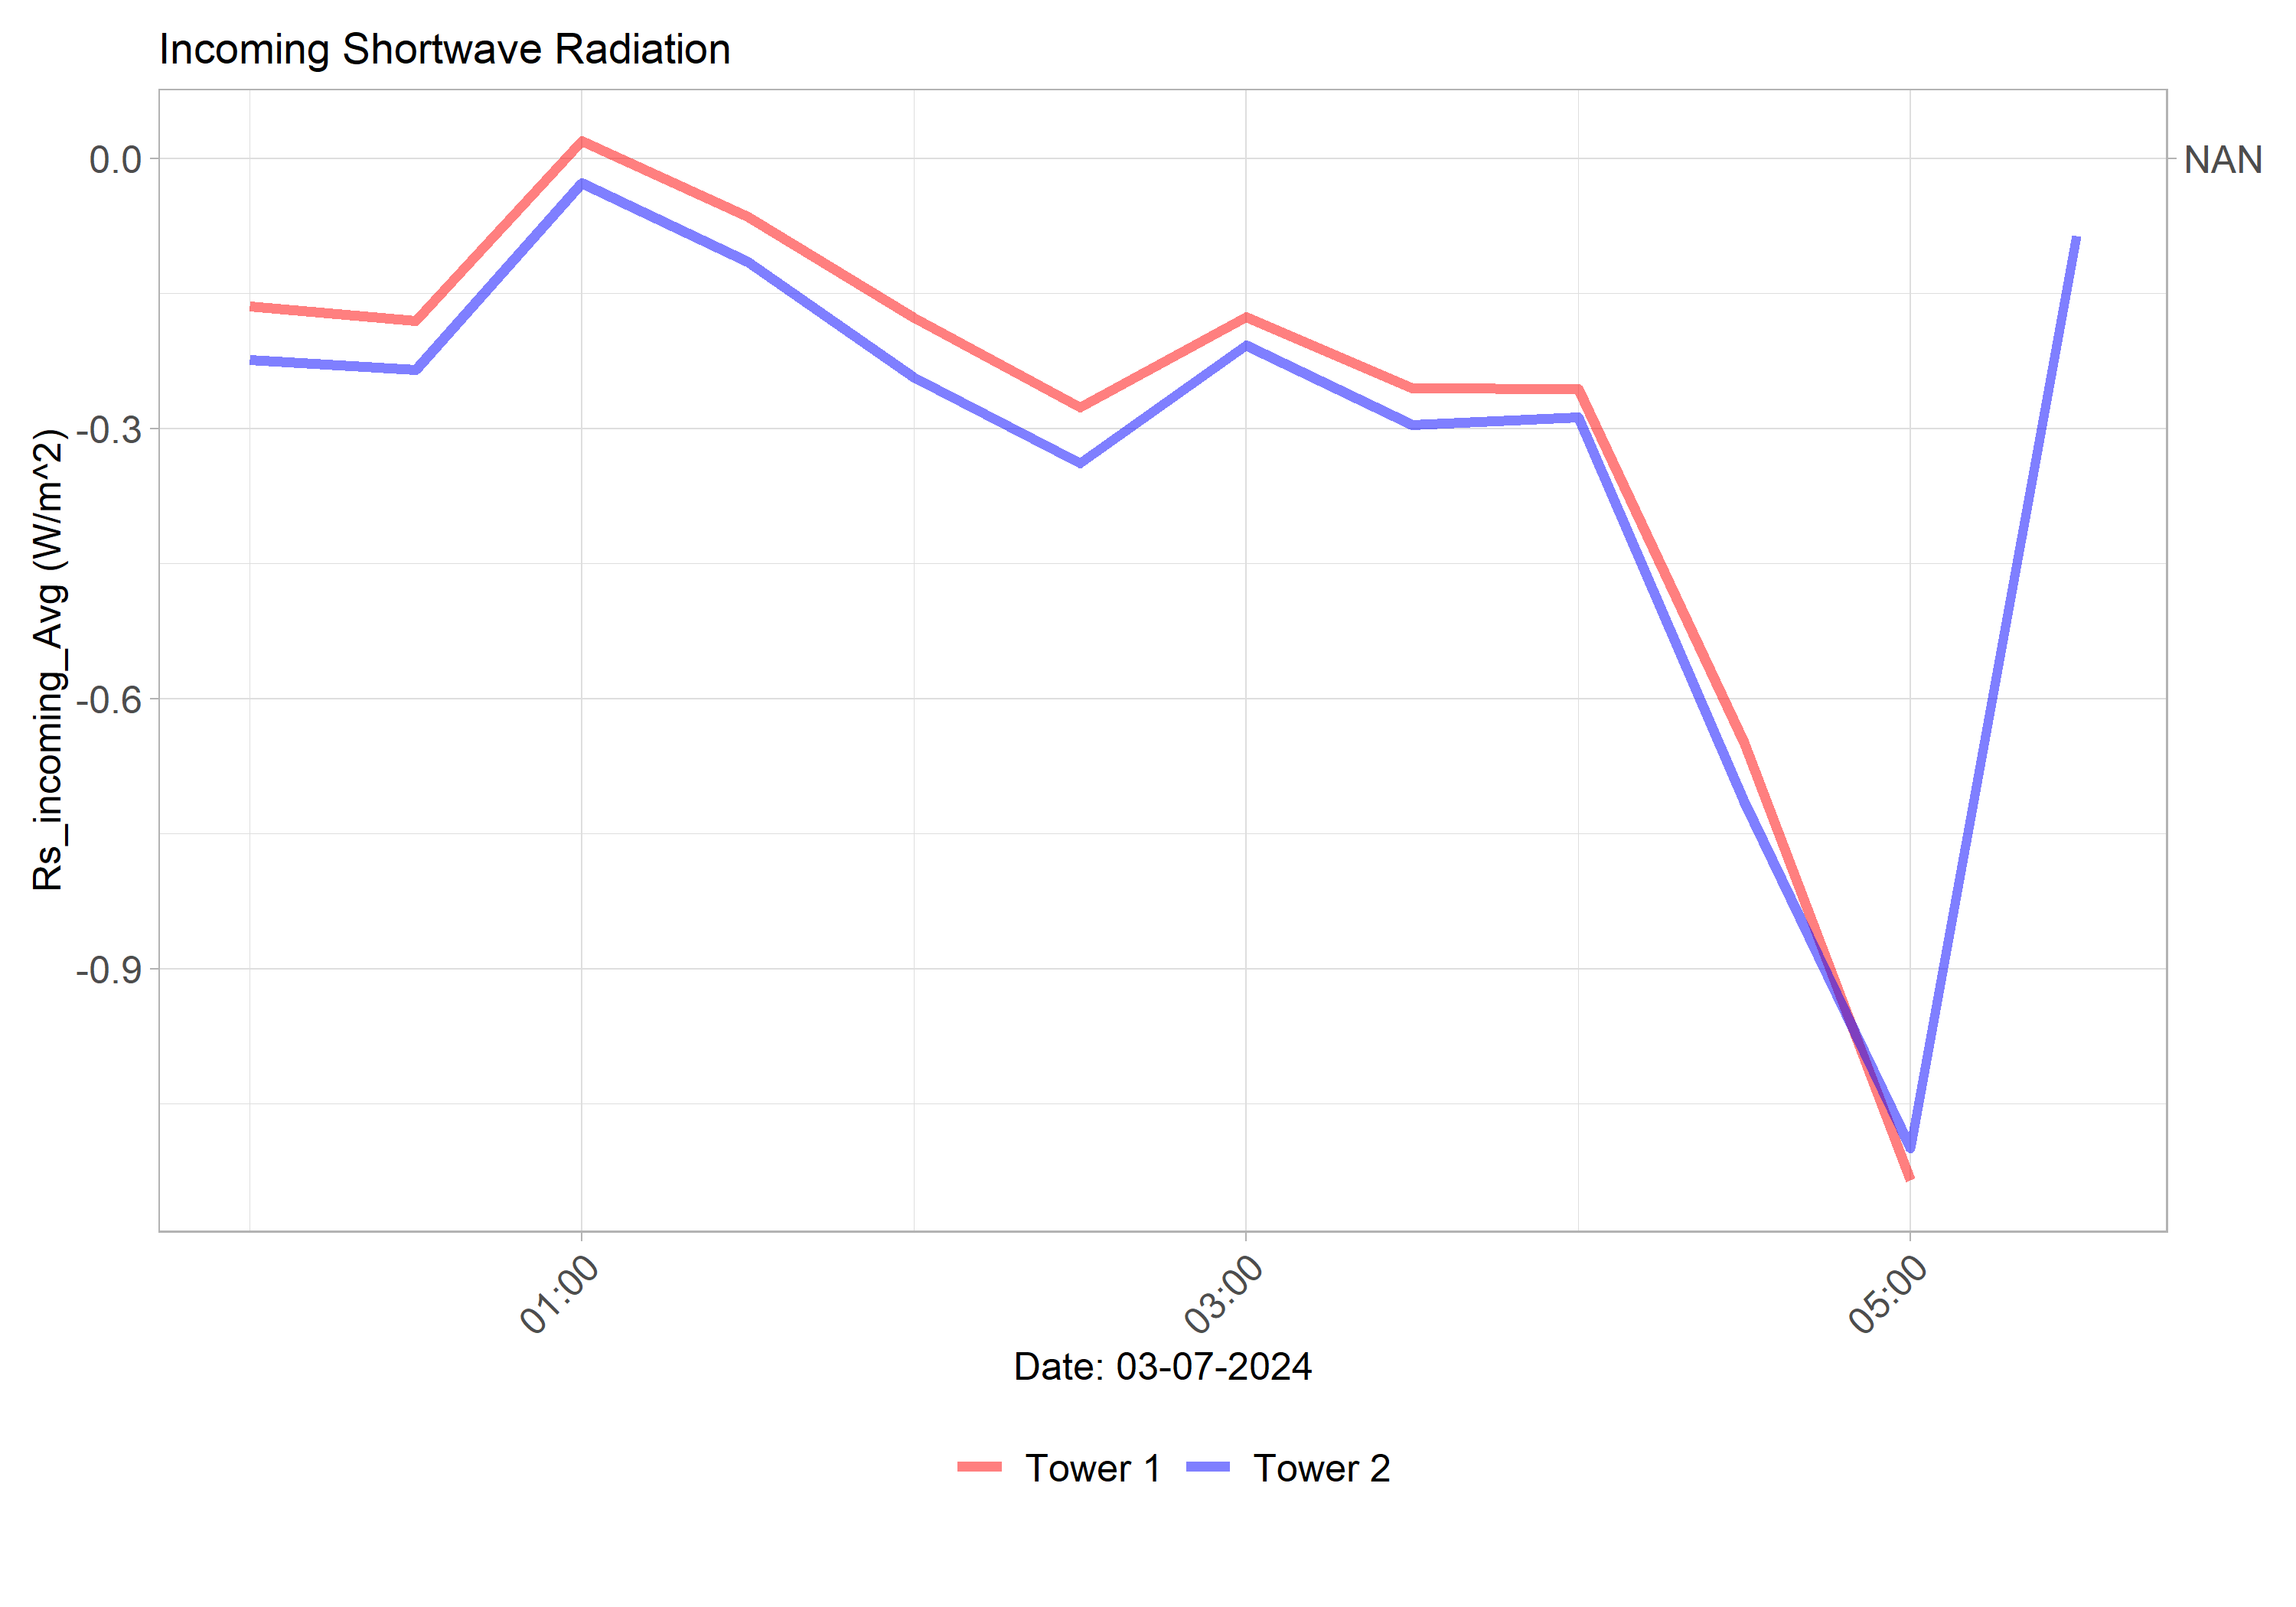 Incoming Shortwave Radiation
Rs_incoming_Avg (W/m^2)
0.0
-0.3
-0.6
-0.9
NAN
01:00
03:00
05:00
Date: 03-07-2024
Tower 1
Tower 2